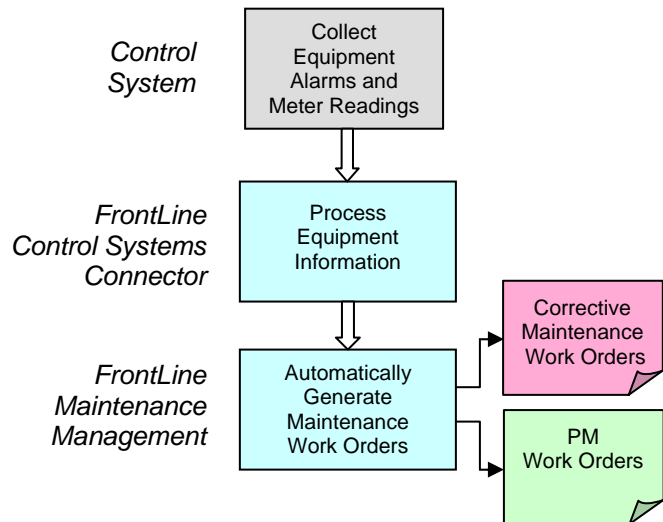 Control
System
Collect
Equipment
Alarms and
Meter Readings
FrontLine
Control Systems
Connector
Process
Equipment
Information
FrontLine
Maintenance
Management
Automatically
Generate
Maintenance
Work Orders
Corrective
Maintenance
Work Orders
PM
Work Orders